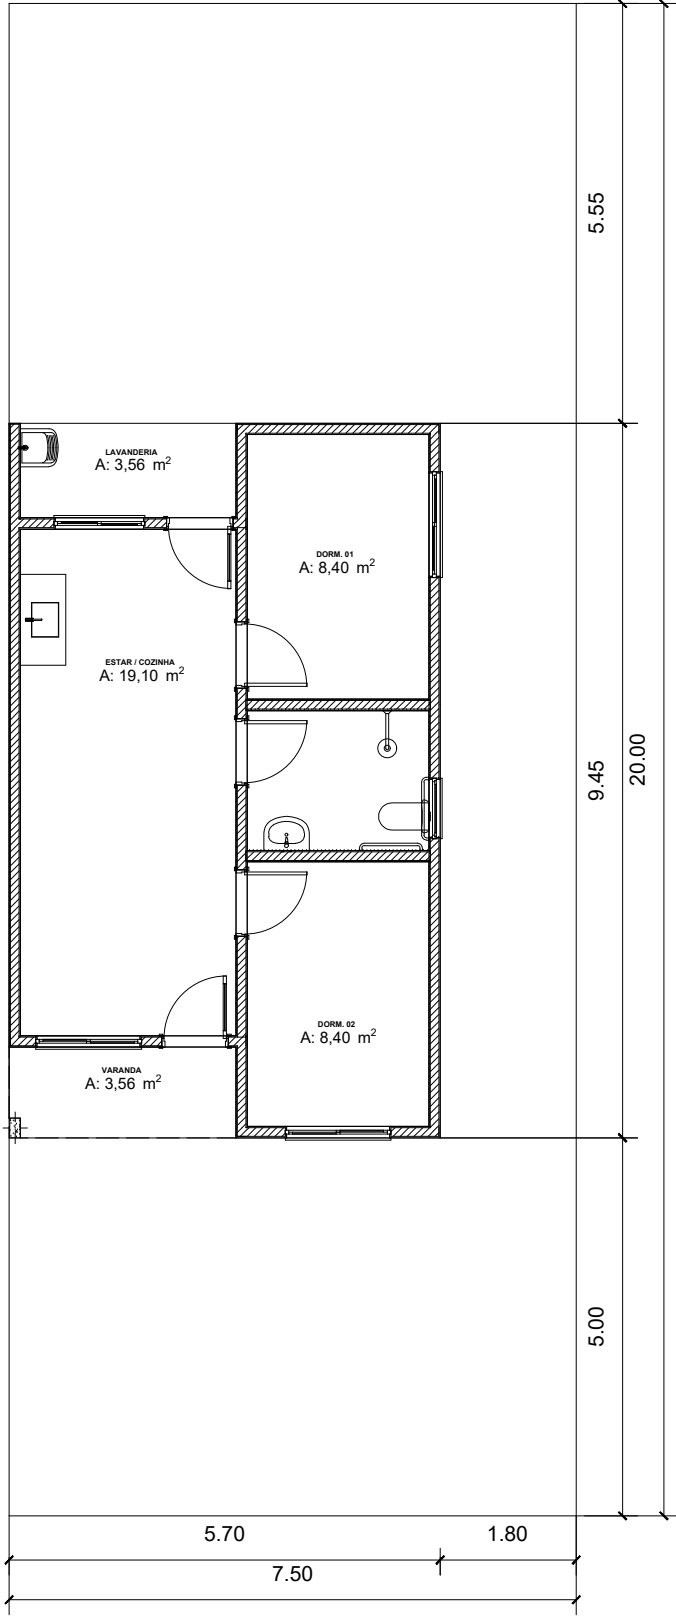 5.55
LAVANDERIA
A: 3,56 m²
DORM. 01
A: 8,40 m²
ESTAR / COZINHA
A: 19,10 m²
9.45
20.00
DORM. 02
A: 8,40 m²
VARANDA
A: 3,56 m²
5.00
5.70
1.80
7.50